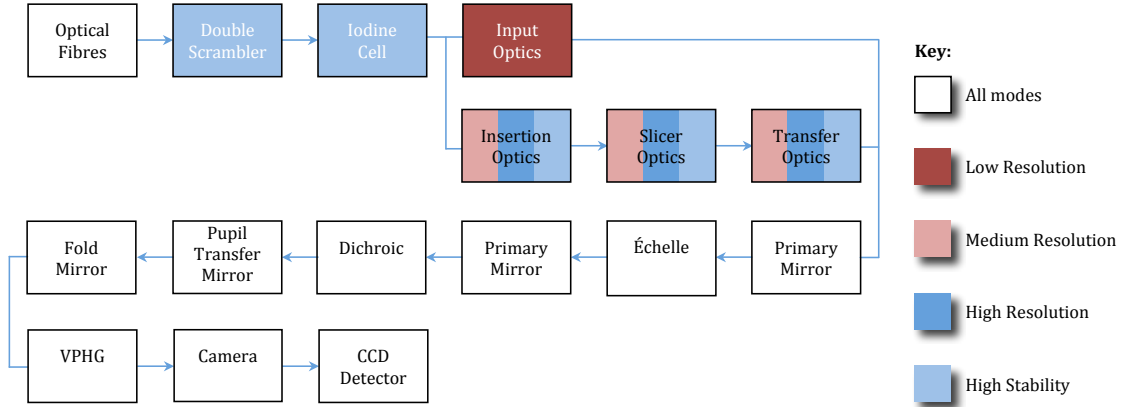 Optical
Fibres
Double
Scrambler
Iodine
Cell
Input
Optics
Insertion
Optics
Slicer
Optics
Transfer
Optics
Fold
Mirror
Pupil
Transfer
Mirror
Dichroic
Primary
Mirror
Échelle
Primary
Mirror
VPHG
Camera
CCD
Detector
Key:
All modes
Low Resolution
Medium Resolution
High Resolution
High Stability